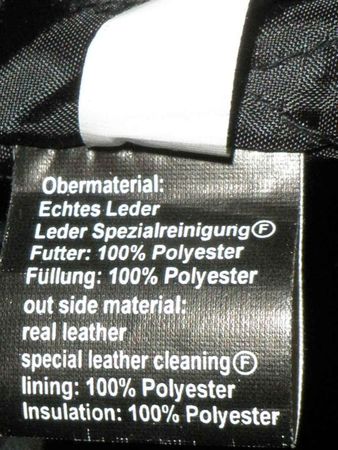 Obermaterial:
Echtes Leder
Leder Spezialreinigung Ⓕ
Futter: 100% Polyester
Füllung: 100% Polyester
out side material:
real leather
special leather cleaning Ⓕ
lining: 100% Polyester
Insulation: 100% Polyester